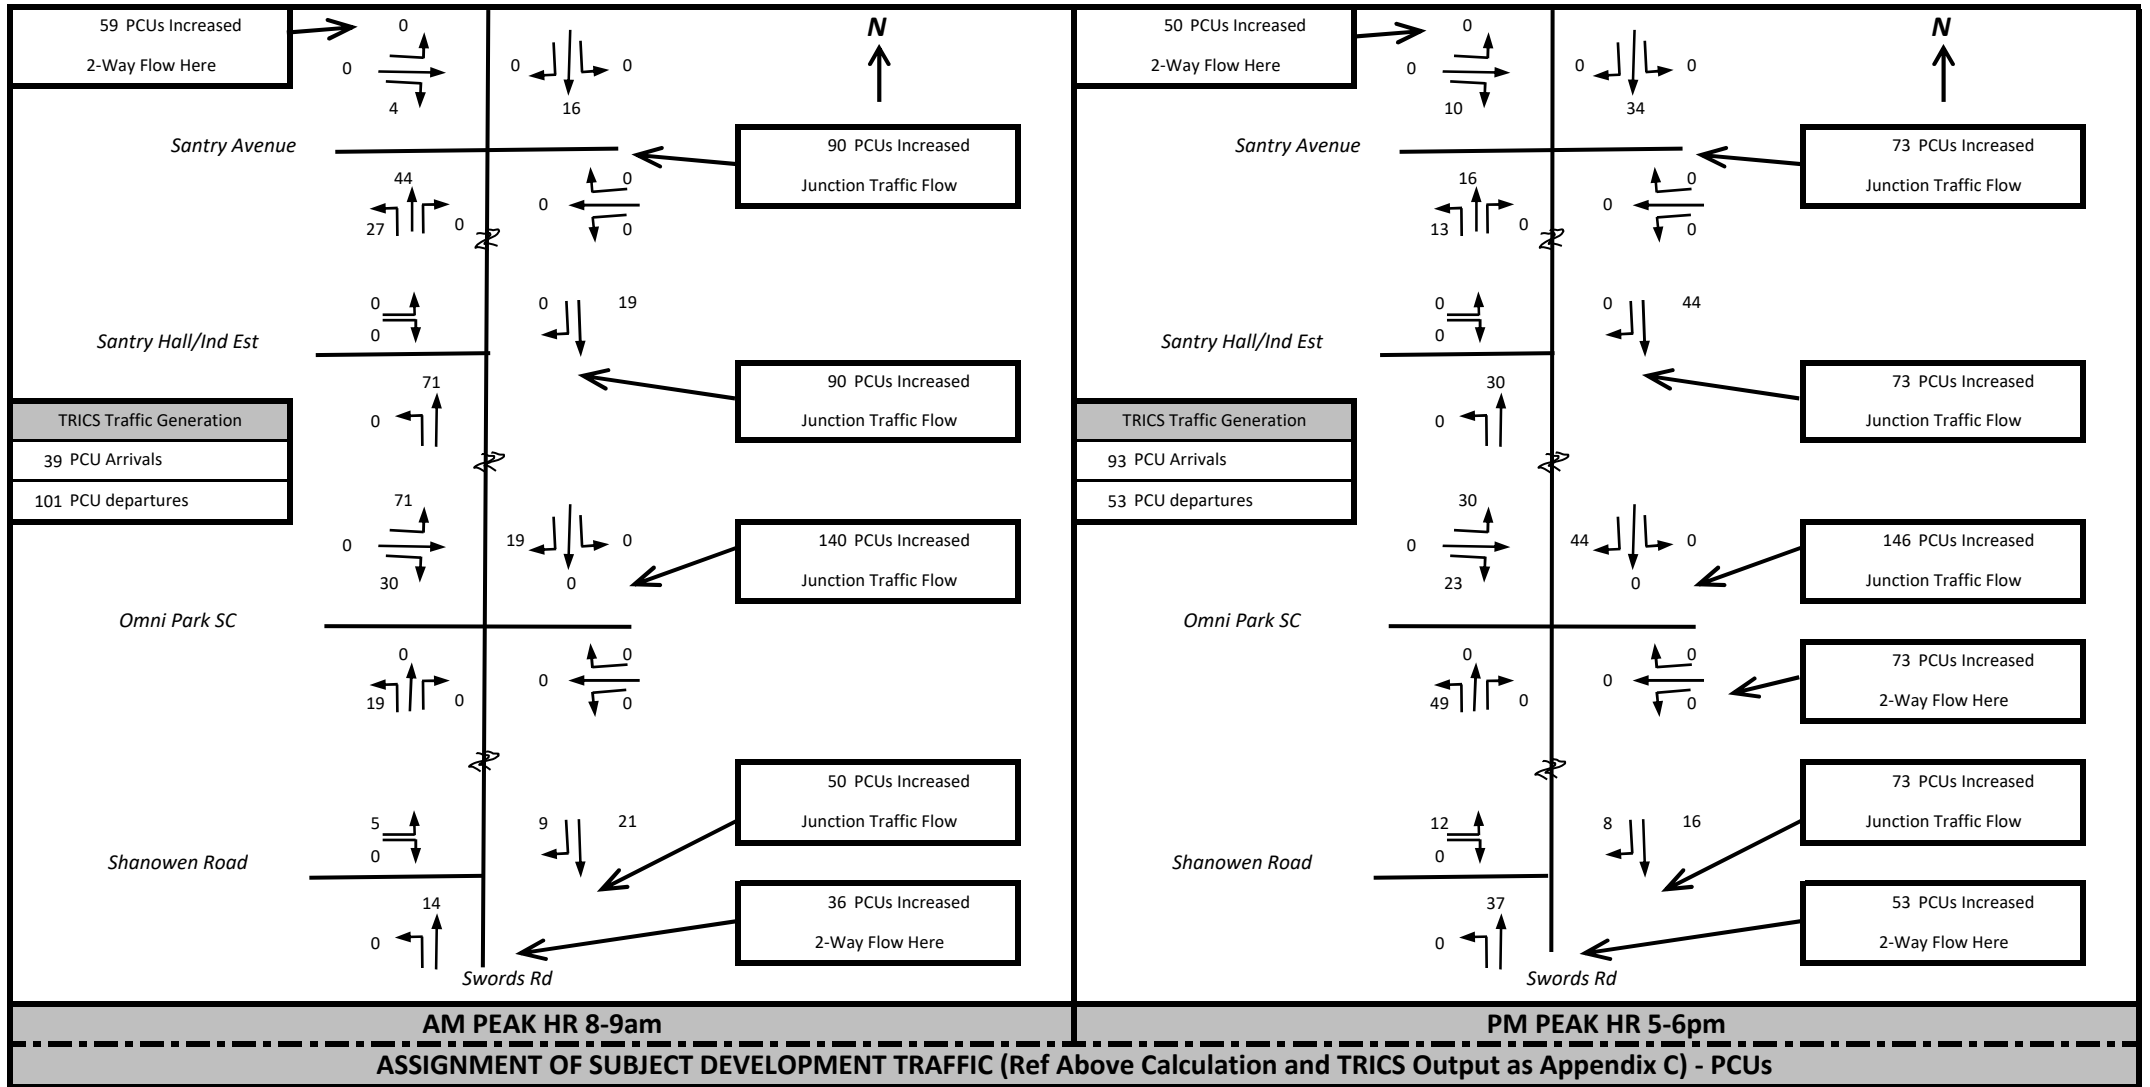 59 PCUs Increased
2-Way Flow Here
0
0
4
0
0
16
N
Santry Avenue
90 PCUs Increased
Junction Traffic Flow
44
27
0
0
0
0
0
0
19
Santry Hall/Ind Est
0
90 PCUs Increased
Junction Traffic Flow
71
0
TRICS Traffic Generation
39 PCU Arrivals
101 PCU departures
71
0
30
19
0
0
140 PCUs Increased
Junction Traffic Flow
Omni Park SC
0
19
0
0
0
0
50 PCUs Increased
Junction Traffic Flow
5
0
9
21
Shanowen Road
36 PCUs Increased
2-Way Flow Here
14
0
Swords Rd
AM PEAK HR 8-9am
50 PCUs Increased
2-Way Flow Here
0
0
10
0
0
34
N
Santry Avenue
73 PCUs Increased
Junction Traffic Flow
16
13
0
0
0
0
0
0
44
Santry Hall/Ind Est
0
73 PCUs Increased
Junction Traffic Flow
30
0
TRICS Traffic Generation
93 PCU Arrivals
53 PCU departures
30
0
23
44
0
0
146 PCUs Increased
Junction Traffic Flow
Omni Park SC
0
49
0
0
0
0
73 PCUs Increased
2-Way Flow Here
73 PCUs Increased
Junction Traffic Flow
12
0
8
16
Shanowen Road
53 PCUs Increased
2-Way Flow Here
37
0
Swords Rd
PM PEAK HR 5-6pm
ASSIGNMENT OF SUBJECT DEVELOPMENT TRAFFIC (Ref Above Calculation and TRICS Output as Appendix C) - PCUs